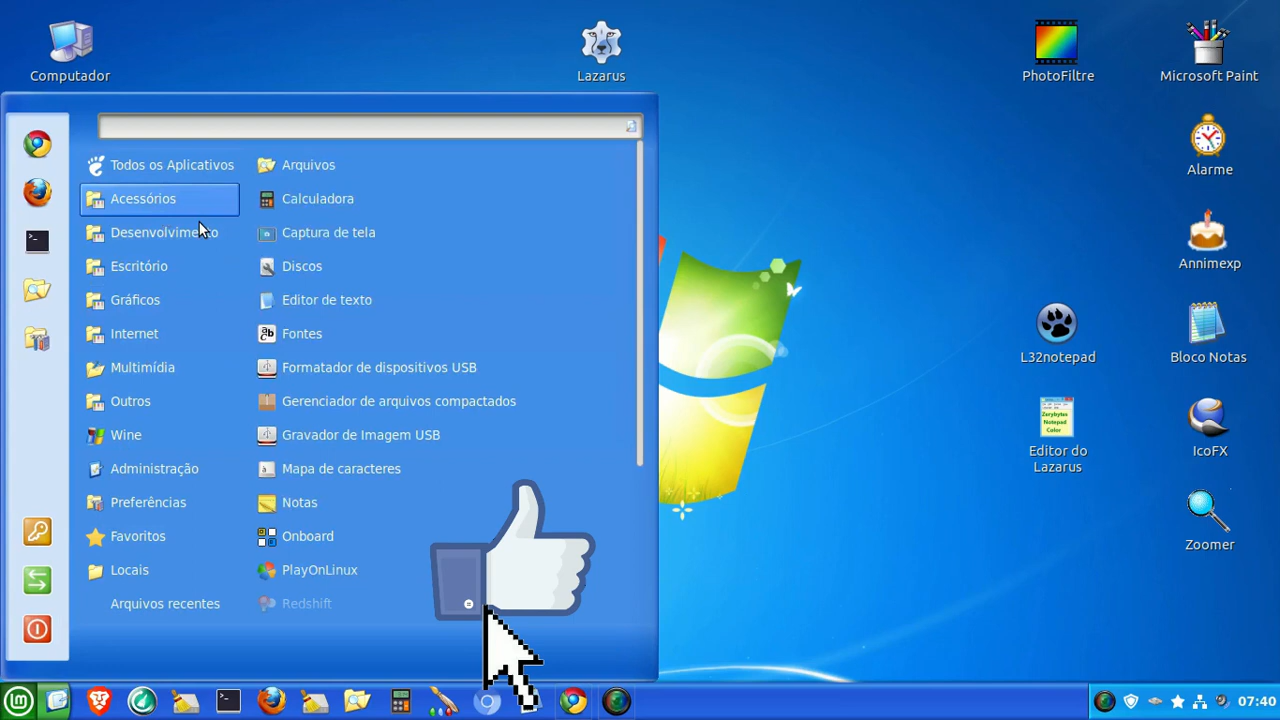 Computador
Lazarus
PhotoFiltre
Microsoft Paint
Alarme
Annimexp
L32notepad
Bloco Notas
Zerybytes
Notepad
Color
Editor do
Lazarus
IcoFX
Zoomer
Todos os Aplicativos
Acessórios
Desenvolvimento
Escritório
Gráficos
Internet
Multimídia
Outros
Wine
Administração
Preferências
Favoritos
Locais
Arquivos recentes
Arquivos
Calculadora
Captura de tela
Discos
Editor de texto
Fontes
Formatador de dispositivos USB
Gerenciador de arquivos compactados
Gravador de Imagem USB
Mapa de caracteres
Notas
Onboard
PlayOnLinux
Redshift
07:40